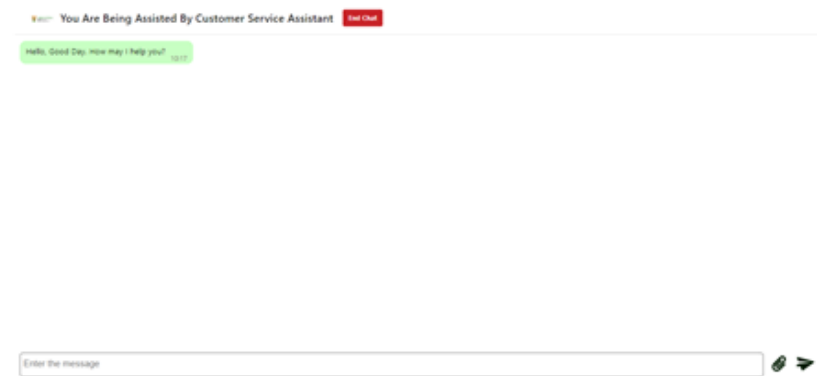 You Are Being Assisted By Customer Service Assistant
End Chat
Hello, Good Day. How may I help you?
10:17
Enter the message